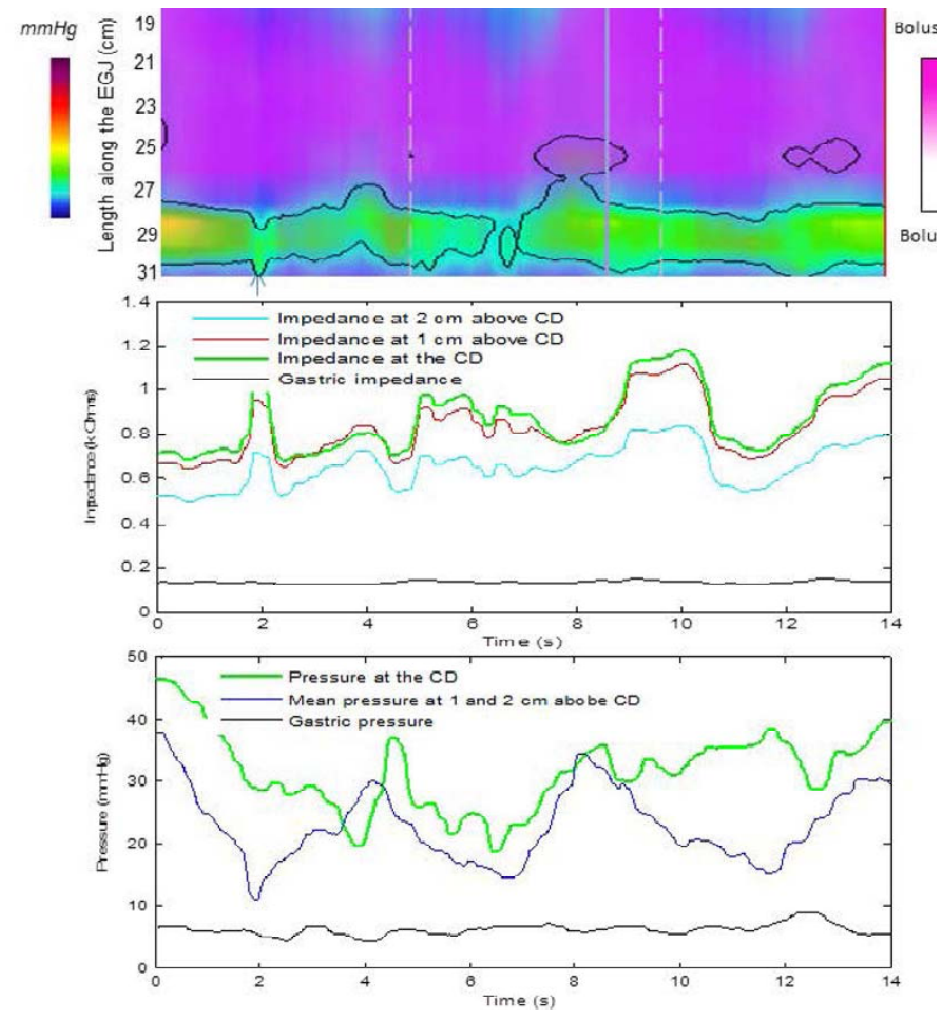 mmHg
Length along the EGJ (cm)
19
21
23
25
27
29
31
Bolus
Bolu
Impedance (kOhms)
1.4
1.2
1
0.8
0.6
0.4
0.2
0
Impedance at 2 cm above CD
Impedance at 1 cm above CD
Impedance at the CD
Gastric impedance
0 2 4 6 8 10 12 14
Time (s)
Pressure (mmHg)
50
40
30
20
10
0
Pressure at the CD
Mean pressure at 1 and 2 cm abobe CD
Gastric pressure
0 2 4 6 8 10 12 14
Time (s)